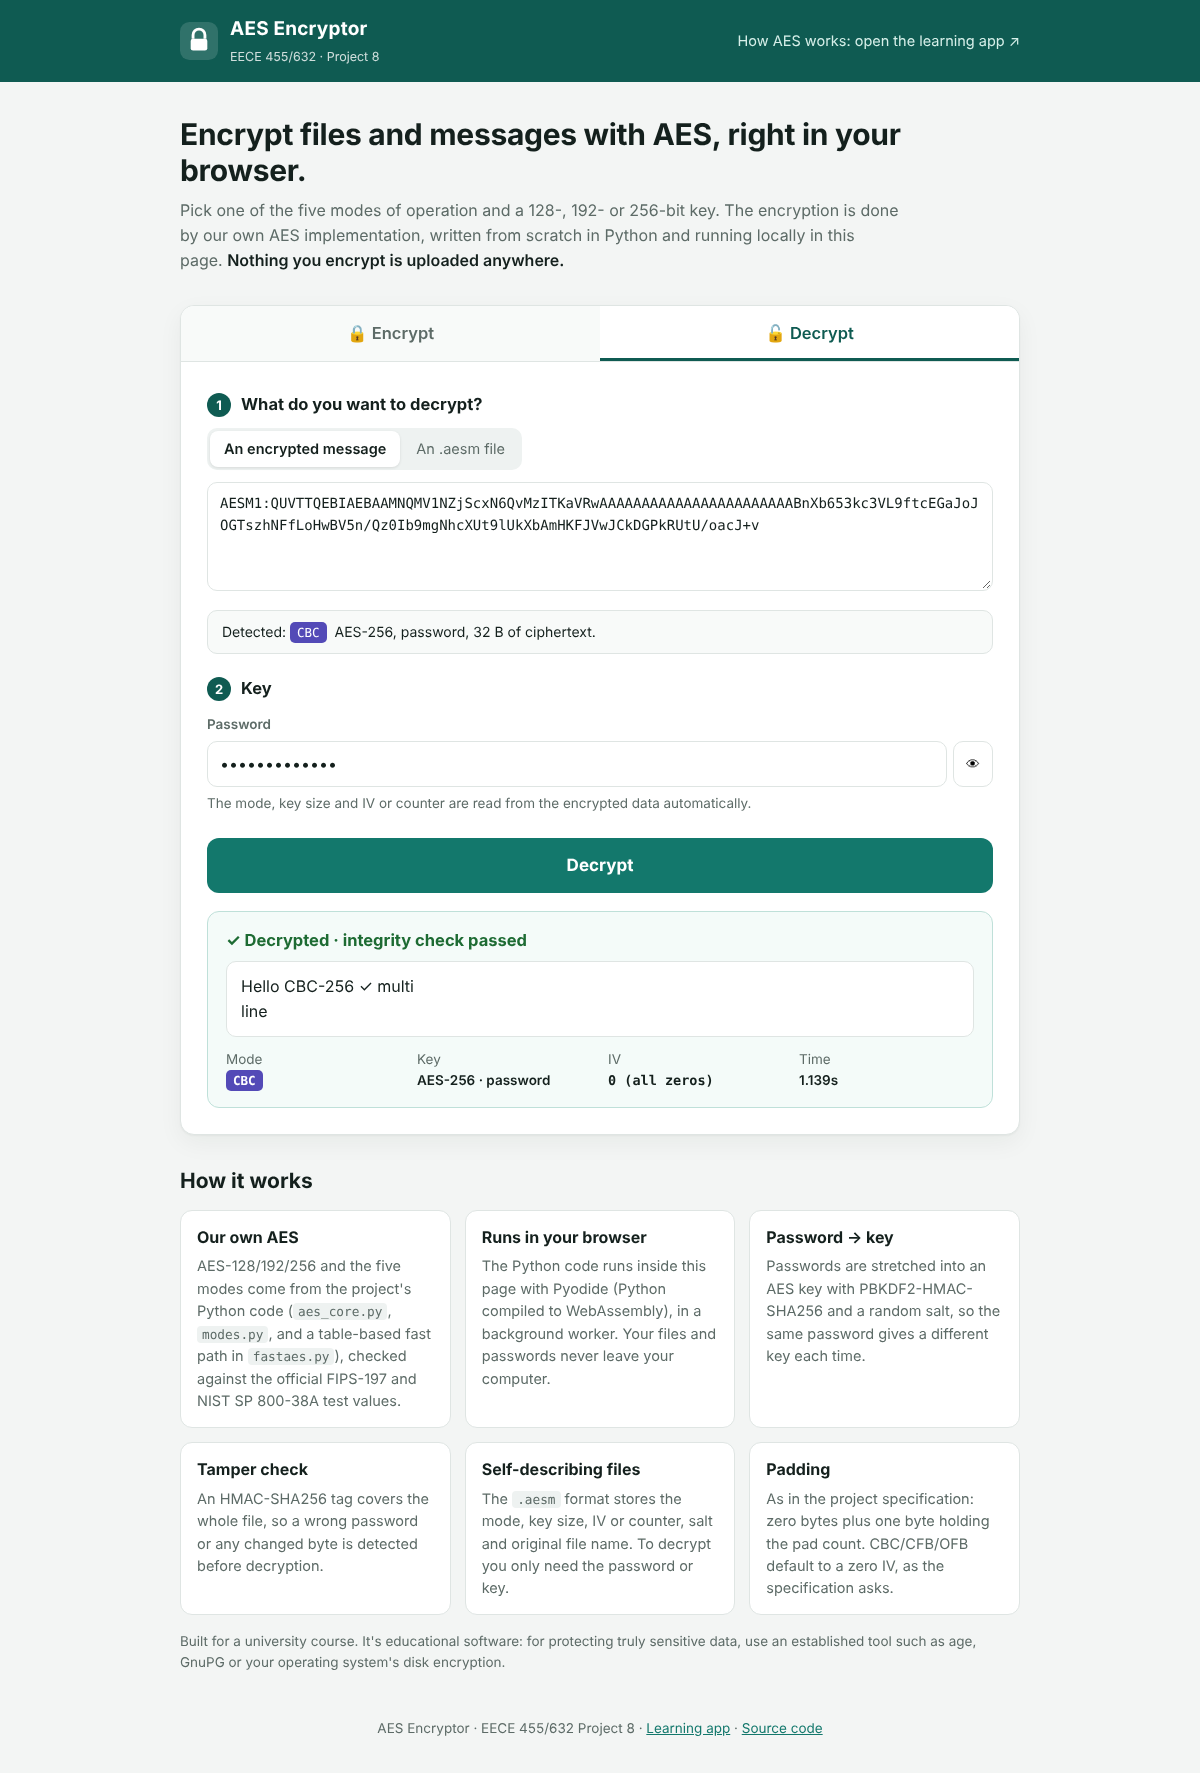 AES Encryptor
EECE 455/632 · Project 8
How AES works: open the learning app ↗
Encrypt files and messages with AES, right in your
browser.
Pick one of the five modes of operation and a 128-, 192- or 256-bit key. The encryption is done
by our own AES implementation, written from scratch in Python and running locally in this
page. Nothing you encrypt is uploaded anywhere.
🔒 Encrypt
🔓 Decrypt
1 What do you want to decrypt?
An encrypted message
An .aesm file
AESM1:QUVTTQEBIAEBAAMNQMV1NZjScxN6QvMzITKaVRwAAAAAAAAAAAAAAAAAAAAAAABnXb653kc3VL9ftcEGaJoJ
OGTszhNFfLoHwBV5n/Qz0Ib9mgNhcXUt9lUkXbAmHKFJVwJCkDGPkRUtU/oacJ+v
Detected: CBC AES-256, password, 32 B of ciphertext.
2 Key
Password
•••••••••••••
The mode, key size and IV or counter are read from the encrypted data automatically.
Decrypt
✓ Decrypted · integrity check passed
Hello CBC-256 ✓ multi
line
Mode
CBC
Key
AES-256 · password
IV
0 (all zeros)
Time
1.139s
How it works
Our own AES
AES-128/192/256 and the five
modes come from the project's
Python code (aes_core.py,
modes.py, and a table-based fast
path in fastaes.py), checked
against the official FIPS-197 and
NIST SP 800-38A test values.
Runs in your browser
The Python code runs inside this
page with Pyodide (Python
compiled to WebAssembly), in a
background worker. Your files and
passwords never leave your
computer.
Password → key
Passwords are stretched into an
AES key with PBKDF2-HMAC-
SHA256 and a random salt, so the
same password gives a different
key each time.
Tamper check
An HMAC-SHA256 tag covers the
whole file, so a wrong password
or any changed byte is detected
before decryption.
Self-describing files
The .aesm format stores the
mode, key size, IV or counter, salt
and original file name. To decrypt
you only need the password or
key.
Padding
As in the project specification:
zero bytes plus one byte holding
the pad count. CBC/CFB/OFB
default to a zero IV, as the
specification asks.
Built for a university course. It's educational software: for protecting truly sensitive data, use an established tool such as age,
GnuPG or your operating system's disk encryption.
AES Encryptor · EECE 455/632 Project 8 · Learning app · Source code